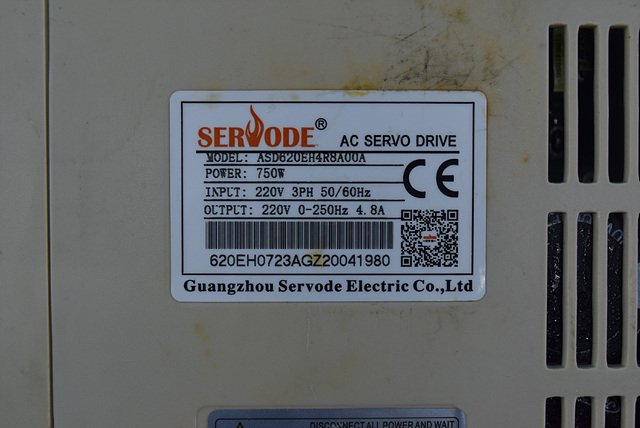 SERVODE® AC SERVO DRIVE
MODEL: ASD620EH4R8A00A
POWER: 750W
INPUT: 220V 3PH 50/60Hz
OUTPUT: 220V 0-250Hz 4.8A
CE
620EH0723AGZ20041980
Guangzhou Servode Electric Co.,Ltd
DISCONNECT ALL POWER AND WAIT